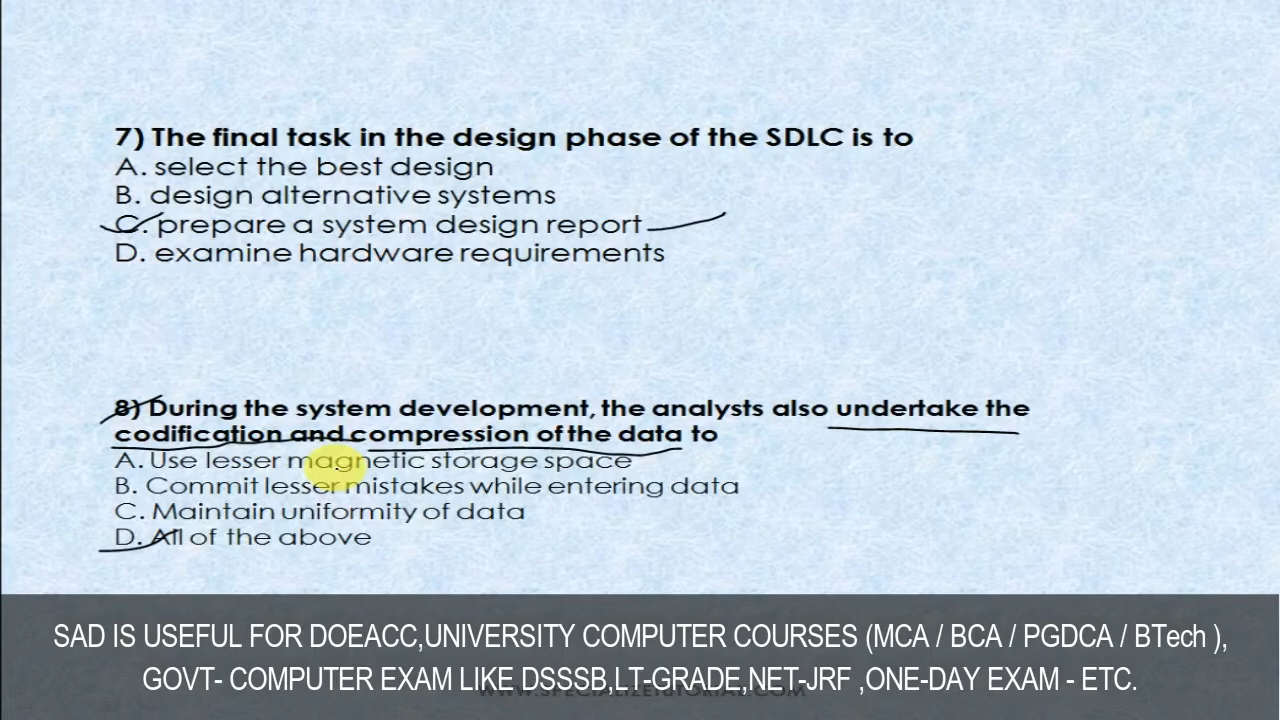 7) The final task in the design phase of the SDLC is to
A. select the best design
B. design alternative systems
C. prepare a system design report
D. examine hardware requirements
8) During the system development, the analysts also undertake the
codification and compression of the data to
A. Use lesser magnetic storage space
B. Commit lesser mistakes while entering data
C. Maintain uniformity of data
D. All of the above
SAD IS USEFUL FOR DOEACC,UNIVERSITY COMPUTER COURSES (MCA / BCA / PGDCA / BTech ),
GOVT- COMPUTER EXAM LIKE DSSSB,LT-GRADE,NET-JRF ,ONE-DAY EXAM - ETC.
WWW.SPECIALIZETUTORIAL.COM